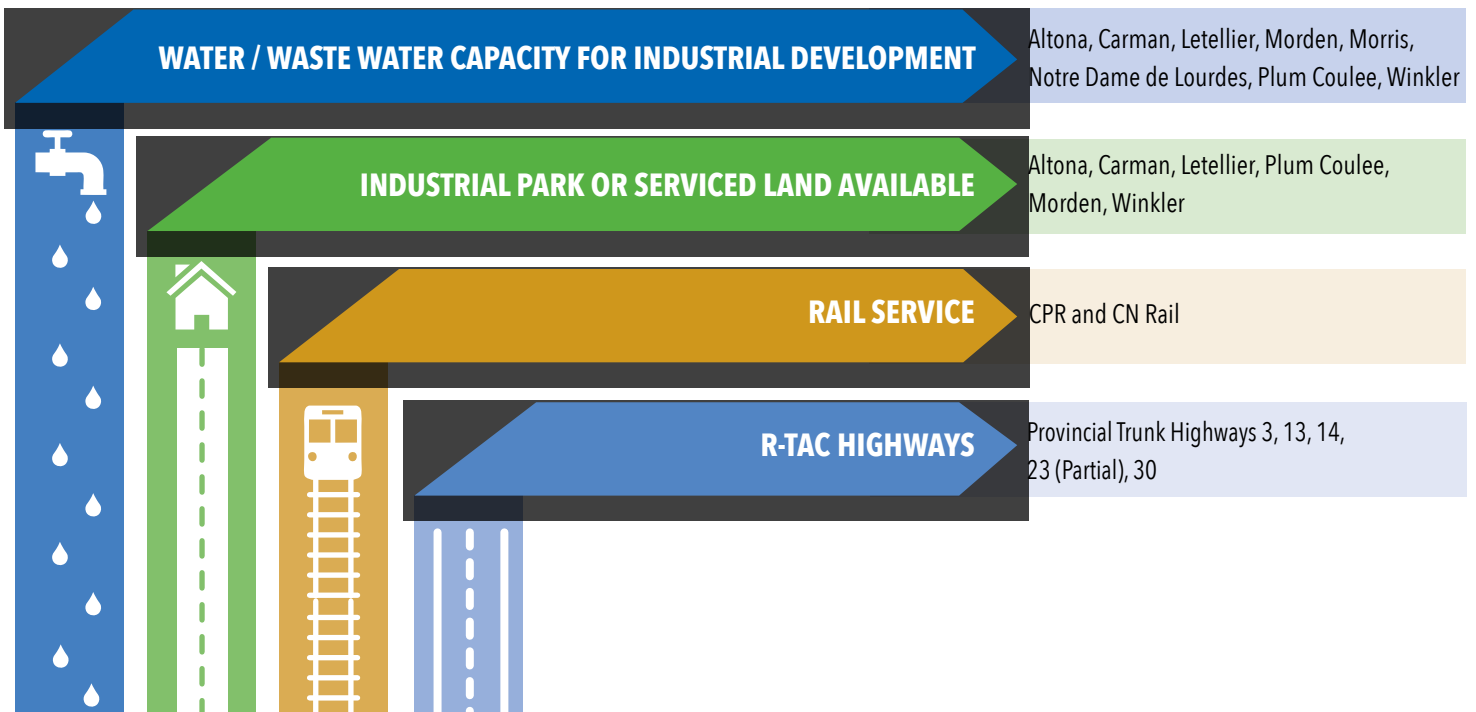 WATER / WASTE WATER CAPACITY FOR INDUSTRIAL DEVELOPMENT
Altona, Carman, Letellier, Morden, Morris,
Notre Dame de Lourdes, Plum Coulee, Winkler
INDUSTRIAL PARK OR SERVICED LAND AVAILABLE
Altona, Carman, Letellier, Plum Coulee,
Morden, Winkler
RAIL SERVICE
CPR and CN Rail
R-TAC HIGHWAYS
Provincial Trunk Highways 3, 13, 14,
23 (Partial), 30